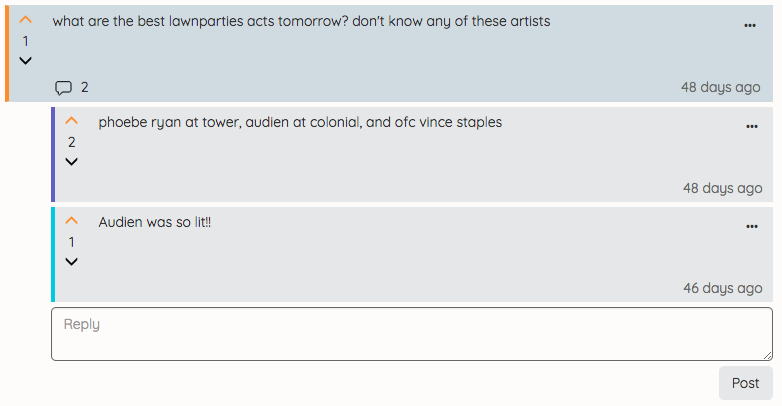 what are the best lawnparties acts tomorrow? don't know any of these artists
1
2
48 days ago
phoebe ryan at tower, audien at colonial, and ofc vince staples
2
48 days ago
Audien was so lit!!
1
46 days ago
Reply
Post